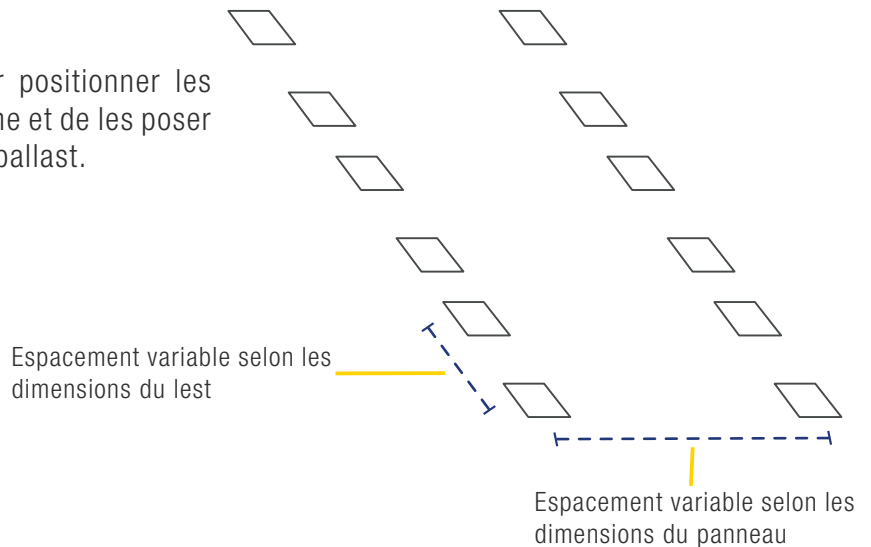 positionner les
et de les poser
ballast.
Espacement variable selon les
dimensions du lest
Espacement variable selon les
dimensions du panneau